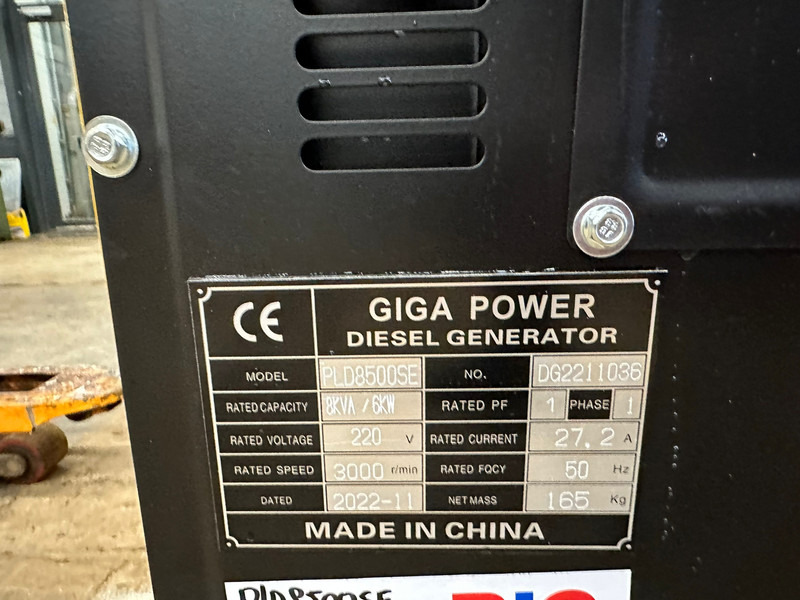 CE
GIGA POWER
DIESEL GENERATOR
MODEL PLD8500SE NO. DG2211036
RATED CAPACITY 8KVA / 6KW RATED PF 1 PHASE 1
RATED VOLTAGE 220 V RATED CURRENT 27.2 A
RATED SPEED 3000 r/min RATED FQCY 50 Hz
DATED 2022-11 NET MASS 165 Kg
MADE IN CHINA
PLD8500SE